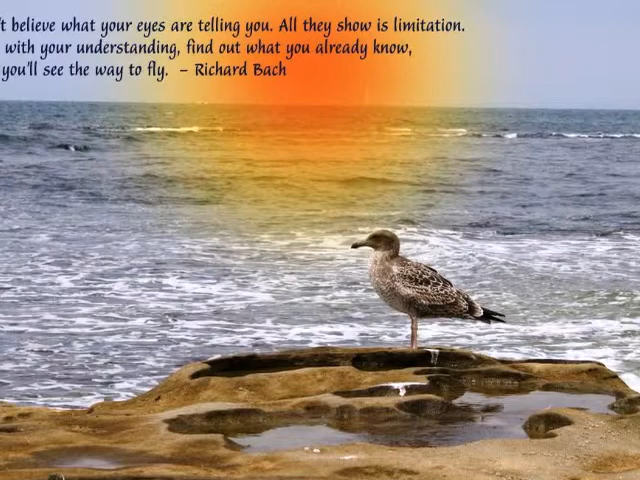 't believe what your eyes are telling you. All they show is limitation.
with your understanding, find out what you already know,
you'll see the way to fly. – Richard Bach